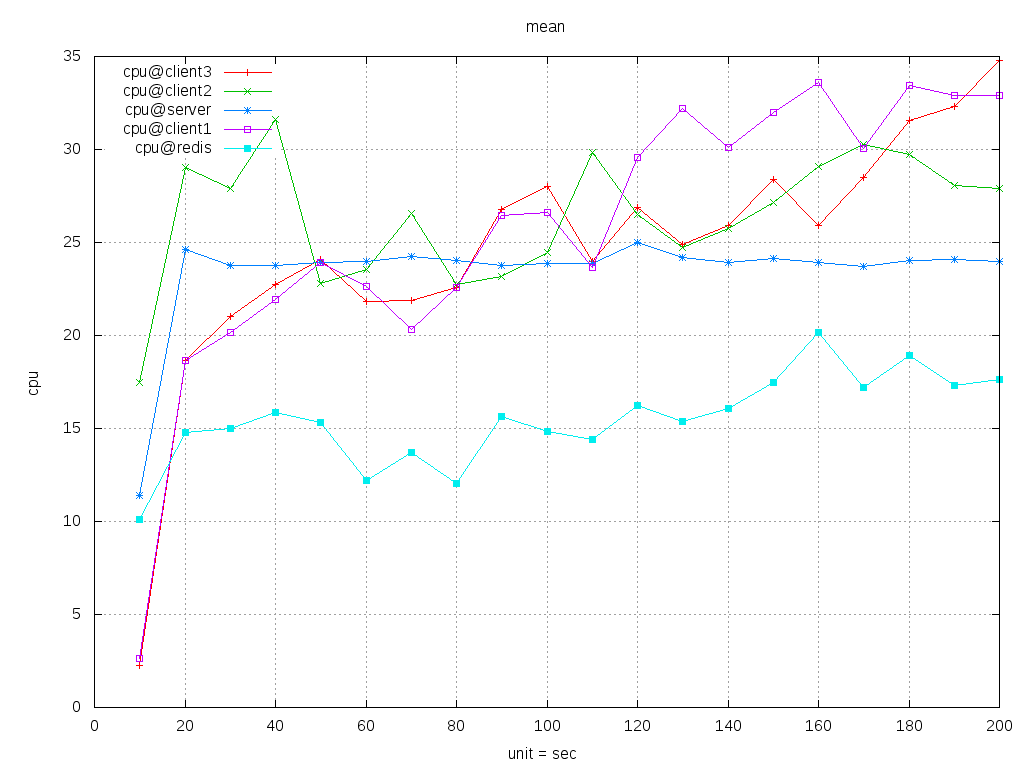 mean
35
30
25
20
15
10
5
0
cpu
cpu@client3
cpu@client2
cpu@server
cpu@client1
cpu@redis
0 20 40 60 80 100 120 140 160 180 200
unit = sec